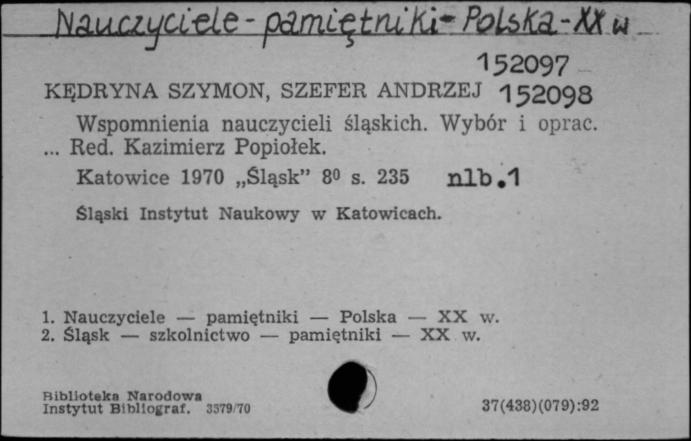 Nauczyciele - pamiętniki - Polska - XX w
152097
KĘDRYNA SZYMON, SZEFER ANDRZEJ 152098
Wspomnienia nauczycieli śląskich. Wybór i oprac.
... Red. Kazimierz Popiołek.
Katowice 1970 „Śląsk” 8⁰ s. 235 nlb.1
Śląski Instytut Naukowy w Katowicach.
1. Nauczyciele — pamiętniki — Polska — XX w.
2. Śląsk — szkolnictwo — pamiętniki — XX w.
Biblioteka Narodowa
Instytut Bibliograf. 3579/70 37(438)(079):92